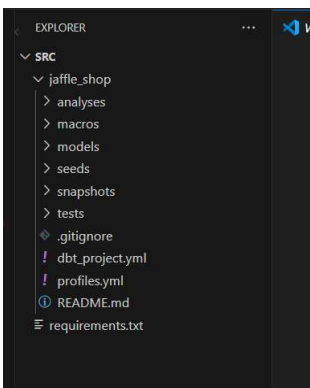 EXPLORER
SRC
jaffle_shop
analyses
macros
models
seeds
snapshots
tests
.gitignore
dbt_project.yml
profiles.yml
README.md
requirements.txt